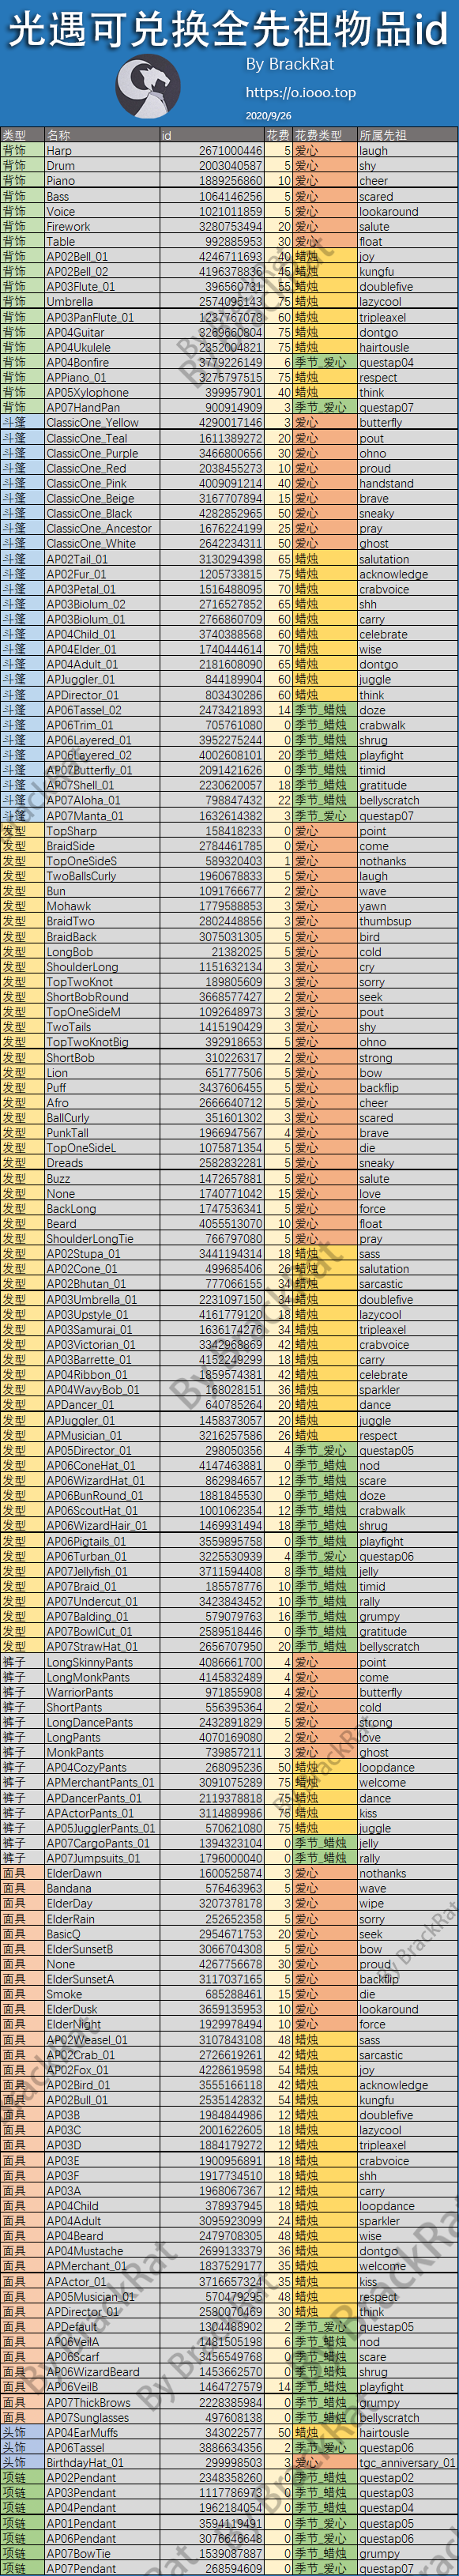 光遇可兑换全先祖物品id
By BrackRat
https://o.iooo.top
2020/9/26
类型 名称 id 花费 花费类型 所属先祖
背饰 Harp 2671000446 5 爱心 laugh
背饰 Drum 2003040587 5 爱心 shy
背饰 Piano 1889256860 10 爱心 cheer
背饰 Bass 1064146256 5 爱心 scared
背饰 Voice 1021011859 5 爱心 lookaround
背饰 Firework 3280753494 20 爱心 salute
背饰 Table 992885953 30 爱心 float
背饰 AP02Bell_01 4246711693 40 蜡烛 joy
背饰 AP02Bell_02 4196378836 45 蜡烛 kungfu
背饰 AP03Flute_01 396560731 55 蜡烛 doublefive
背饰 Umbrella 2574095143 75 蜡烛 lazycool
背饰 AP03PanFlute_01 1237767078 60 蜡烛 tripleaxel
背饰 AP04Guitar 3269660804 75 蜡烛 dontgo
背饰 AP04Ukulele 2352004821 75 蜡烛 hairtousle
背饰 AP04Bonfire 3779226149 6 季节_爱心 questap04
背饰 APPiano_01 3275797515 75 蜡烛 respect
背饰 AP05Xylophone 399957901 40 蜡烛 think
背饰 AP07HandPan 900914909 3 季节_爱心 questap07
斗篷 ClassicOne_Yellow 4290017146 3 爱心 butterfly
斗篷 ClassicOne_Teal 1611389272 20 爱心 pout
斗篷 ClassicOne_Purple 3466800656 30 爱心 ohno
斗篷 ClassicOne_Red 2038455273 10 爱心 proud
斗篷 ClassicOne_Pink 4009091214 40 爱心 handstand
斗篷 ClassicOne_Beige 3167707894 15 爱心 brave
斗篷 ClassicOne_Black 4282852965 50 爱心 sneaky
斗篷 ClassicOne_Ancestor 1676224199 25 爱心 pray
斗篷 ClassicOne_White 2642234311 50 爱心 ghost
斗篷 AP02Tail_01 3130294398 65 蜡烛 salutation
斗篷 AP02Fur_01 1205733815 75 蜡烛 acknowledge
斗篷 AP03Petal_01 1516488095 70 蜡烛 crabvoice
斗篷 AP03Biolum_02 2716527852 65 蜡烛 shh
斗篷 AP03Biolum_01 2766860709 60 蜡烛 carry
斗篷 AP04Child_01 3740388568 60 蜡烛 celebrate
斗篷 AP04Elder_01 1740444614 70 蜡烛 wise
斗篷 AP04Adult_01 2181608090 65 蜡烛 dontgo
斗篷 APJuggler_01 844189904 60 蜡烛 juggle
斗篷 APDirector_01 803430286 60 蜡烛 think
斗篷 AP06Tassel_02 2473421893 14 季节_蜡烛 doze
斗篷 AP06Trim_01 705761080 0 季节_蜡烛 crabwalk
斗篷 AP06Layered_01 3952275244 0 季节_蜡烛 shrug
斗篷 AP06Layered_02 4002608101 20 季节_蜡烛 playfight
斗篷 AP07Butterfly_01 2091421626 0 季节_蜡烛 timid
斗篷 AP07Shell_01 2230620057 18 季节_蜡烛 gratitude
斗篷 AP07Aloha_01 798847432 22 季节_蜡烛 bellyscratch
斗篷 AP07Manta_01 1632614382 3 季节_爱心 questap07
发型 TopSharp 158418233 0 爱心 point
发型 BraidSide 2784461785 0 爱心 come
发型 TopOneSideS 589320403 1 爱心 nothanks
发型 TwoBallsCurly 1960678833 5 爱心 laugh
发型 Bun 1091766677 2 爱心 wave
发型 Mohawk 1779588853 3 爱心 yawn
发型 BraidTwo 2802448856 3 爱心 thumbsup
发型 BraidBack 3075031305 5 爱心 bird
发型 LongBob 21382025 5 爱心 cold
发型 ShoulderLong 1151632134 3 爱心 cry
发型 TopTwoKnot 189805609 3 爱心 sorry
发型 ShortBobRound 3668577427 2 爱心 seek
发型 TopOneSideM 1092648973 3 爱心 pout
发型 TwoTails 1415190429 3 爱心 shy
发型 TopTwoKnotBig 392918653 5 爱心 ohno
发型 ShortBob 310226317 2 爱心 strong
发型 Lion 651777506 5 爱心 bow
发型 Puff 3437606455 5 爱心 backflip
发型 Afro 2666640712 5 爱心 cheer
发型 BallCurly 351601302 3 爱心 scared
发型 PunkTall 1966947567 4 爱心 brave
发型 TopOneSideL 1075871354 5 爱心 die
发型 Dreads 2582832281 5 爱心 sneaky
发型 Buzz 1472657881 5 爱心 salute
发型 None 1740771042 15 爱心 love
发型 BackLong 1747536341 5 爱心 force
发型 Beard 4055513070 10 爱心 float
发型 ShoulderLongTie 766797080 5 爱心 pray
发型 AP02Stupa_01 3441194314 18 蜡烛 sass
发型 AP02Cone_01 499685406 26 蜡烛 salutation
发型 AP02Bhutan_01 777066155 34 蜡烛 sarcastic
发型 AP03Umbrella_01 2231097150 34 蜡烛 doublefive
发型 AP03Upstyle_01 4161779120 18 蜡烛 lazycool
发型 AP03Samurai_01 1636174276 34 蜡烛 tripleaxel
发型 AP03Victorian_01 3342968869 42 蜡烛 crabvoice
发型 AP03Barrette_01 4152249299 18 蜡烛 carry
发型 AP04Ribbon_01 1859574381 42 蜡烛 celebrate
发型 AP04WavyBob_01 168028151 36 蜡烛 sparkler
发型 APDancer_01 640785264 20 蜡烛 dance
发型 APJuggler_01 1458373057 20 蜡烛 juggle
发型 APMusician_01 3216257586 26 蜡烛 respect
发型 AP05Director_01 298050356 4 季节_爱心 questap05
发型 AP06ConeHat_01 4147463881 0 季节_蜡烛 nod
发型 AP06WizardHat_01 862984657 12 季节_蜡烛 scare
发型 AP06BunRound_01 1881845530 0 季节_蜡烛 doze
发型 AP06ScoutHat_01 1001062354 12 季节_蜡烛 crabwalk
发型 AP06WizardHair_01 1469931494 18 季节_蜡烛 shrug
发型 AP06Pigtails_01 3559895758 0 季节_蜡烛 playfight
发型 AP06Turban_01 3225530939 4 季节_爱心 questap06
发型 AP07Jellyfish_01 3711594408 8 季节_蜡烛 jelly
发型 AP07Braid_01 185578776 10 季节_蜡烛 timid
发型 AP07Undercut_01 3423843452 10 季节_蜡烛 rally
发型 AP07Balding_01 579079763 16 季节_蜡烛 grumpy
发型 AP07BowlCut_01 2589518446 0 季节_蜡烛 gratitude
发型 AP07StrawHat_01 2656707950 20 季节_蜡烛 bellyscratch
裤子 LongSkinnyPants 4086661700 4 爱心 point
裤子 LongMonkPants 4145832489 4 爱心 come
裤子 WarriorPants 971855908 4 爱心 butterfly
裤子 ShortPants 556395364 2 爱心 cold
裤子 LongDancePants 2432891829 5 爱心 strong
裤子 LongPants 4070169080 2 爱心 love
裤子 MonkPants 739857211 3 爱心 ghost
裤子 AP04CozyPants 268095236 50 蜡烛 loopdance
裤子 APMerchantPants_01 3091075289 75 蜡烛 welcome
裤子 APDancerPants_01 2119378818 75 蜡烛 dance
裤子 APActorPants_01 3114889986 75 蜡烛 kiss
裤子 AP05JugglerPants_01 570621080 75 蜡烛 juggle
裤子 AP07CargoPants_01 1394323104 0 季节_蜡烛 jelly
裤子 AP07Jumpsuits_01 1796000040 0 季节_蜡烛 rally
面具 ElderDawn 1600525874 3 爱心 nothanks
面具 Bandana 576463963 5 爱心 wave
面具 ElderDay 3207378178 3 爱心 wipe
面具 ElderRain 252652358 5 爱心 sorry
面具 BasicQ 2954671753 20 爱心 seek
面具 ElderSunsetB 3066704308 5 爱心 bow
面具 None 4267756678 30 爱心 proud
面具 ElderSunsetA 3117037165 5 爱心 backflip
面具 Smoke 685288461 15 爱心 die
面具 ElderDusk 3659135953 10 爱心 lookaround
面具 ElderNight 1929978494 10 爱心 force
面具 AP02Weasel_01 3107843108 48 蜡烛 sass
面具 AP02Crab_01 2726619261 42 蜡烛 sarcastic
面具 AP02Fox_01 4228619598 54 蜡烛 joy
面具 AP02Bird_01 3555166118 42 蜡烛 acknowledge
面具 AP02Bull_01 2535142832 54 蜡烛 kungfu
面具 AP03B 1984844986 12 蜡烛 doublefive
面具 AP03C 2001622605 18 蜡烛 lazycool
面具 AP03D 1884179272 12 蜡烛 tripleaxel
面具 AP03E 1900956891 18 蜡烛 crabvoice
面具 AP03F 1917734510 18 蜡烛 shh
面具 AP03A 1968067367 12 蜡烛 carry
面具 AP04Child 378937945 18 蜡烛 loopdance
面具 AP04Adult 3095923099 24 蜡烛 sparkler
面具 AP04Beard 2479708305 48 蜡烛 wise
面具 AP04Mustache 2699133379 36 蜡烛 dontgo
面具 APMerchant_01 1837529177 35 蜡烛 welcome
面具 APActor_01 3716657324 35 蜡烛 kiss
面具 AP05Musician_01 570479295 48 蜡烛 respect
面具 APDirector_01 2580070469 30 蜡烛 think
面具 APDefault 1304488902 2 季节_爱心 questap05
面具 AP06VeilA 1481505198 6 季节_蜡烛 nod
面具 AP06Scarf 3456549768 0 季节_蜡烛 scare
面具 AP06WizardBeard 1453662570 0 季节_蜡烛 shrug
面具 AP06VeilB 1464727579 14 季节_蜡烛 playfight
面具 AP07ThickBrows 2228385984 0 季节_蜡烛 grumpy
面具 AP07Sunglasses 497608138 0 季节_蜡烛 bellyscratch
头饰 AP04EarMuffs 343022577 50 蜡烛 hairtousle
头饰 AP06Tassel 3886634356 2 季节_爱心 questap06
头饰 BirthdayHat_01 299998503 3 爱心 tgc_anniversary_01
项链 AP02Pendant 2348358260 0 季节_蜡烛 questap02
项链 AP03Pendant 1117786973 0 季节_蜡烛 questap03
项链 AP04Pendant 1962184054 0 季节_蜡烛 questap04
项链 AP01Pendant 3594119491 0 季节_爱心 questap05
项链 AP06Pendant 3076646648 0 季节_爱心 questap06
项链 AP07BowTie 1539087887 0 季节_蜡烛 grumpy
项链 AP07Pendant 268594609 0 季节_爱心 questap07